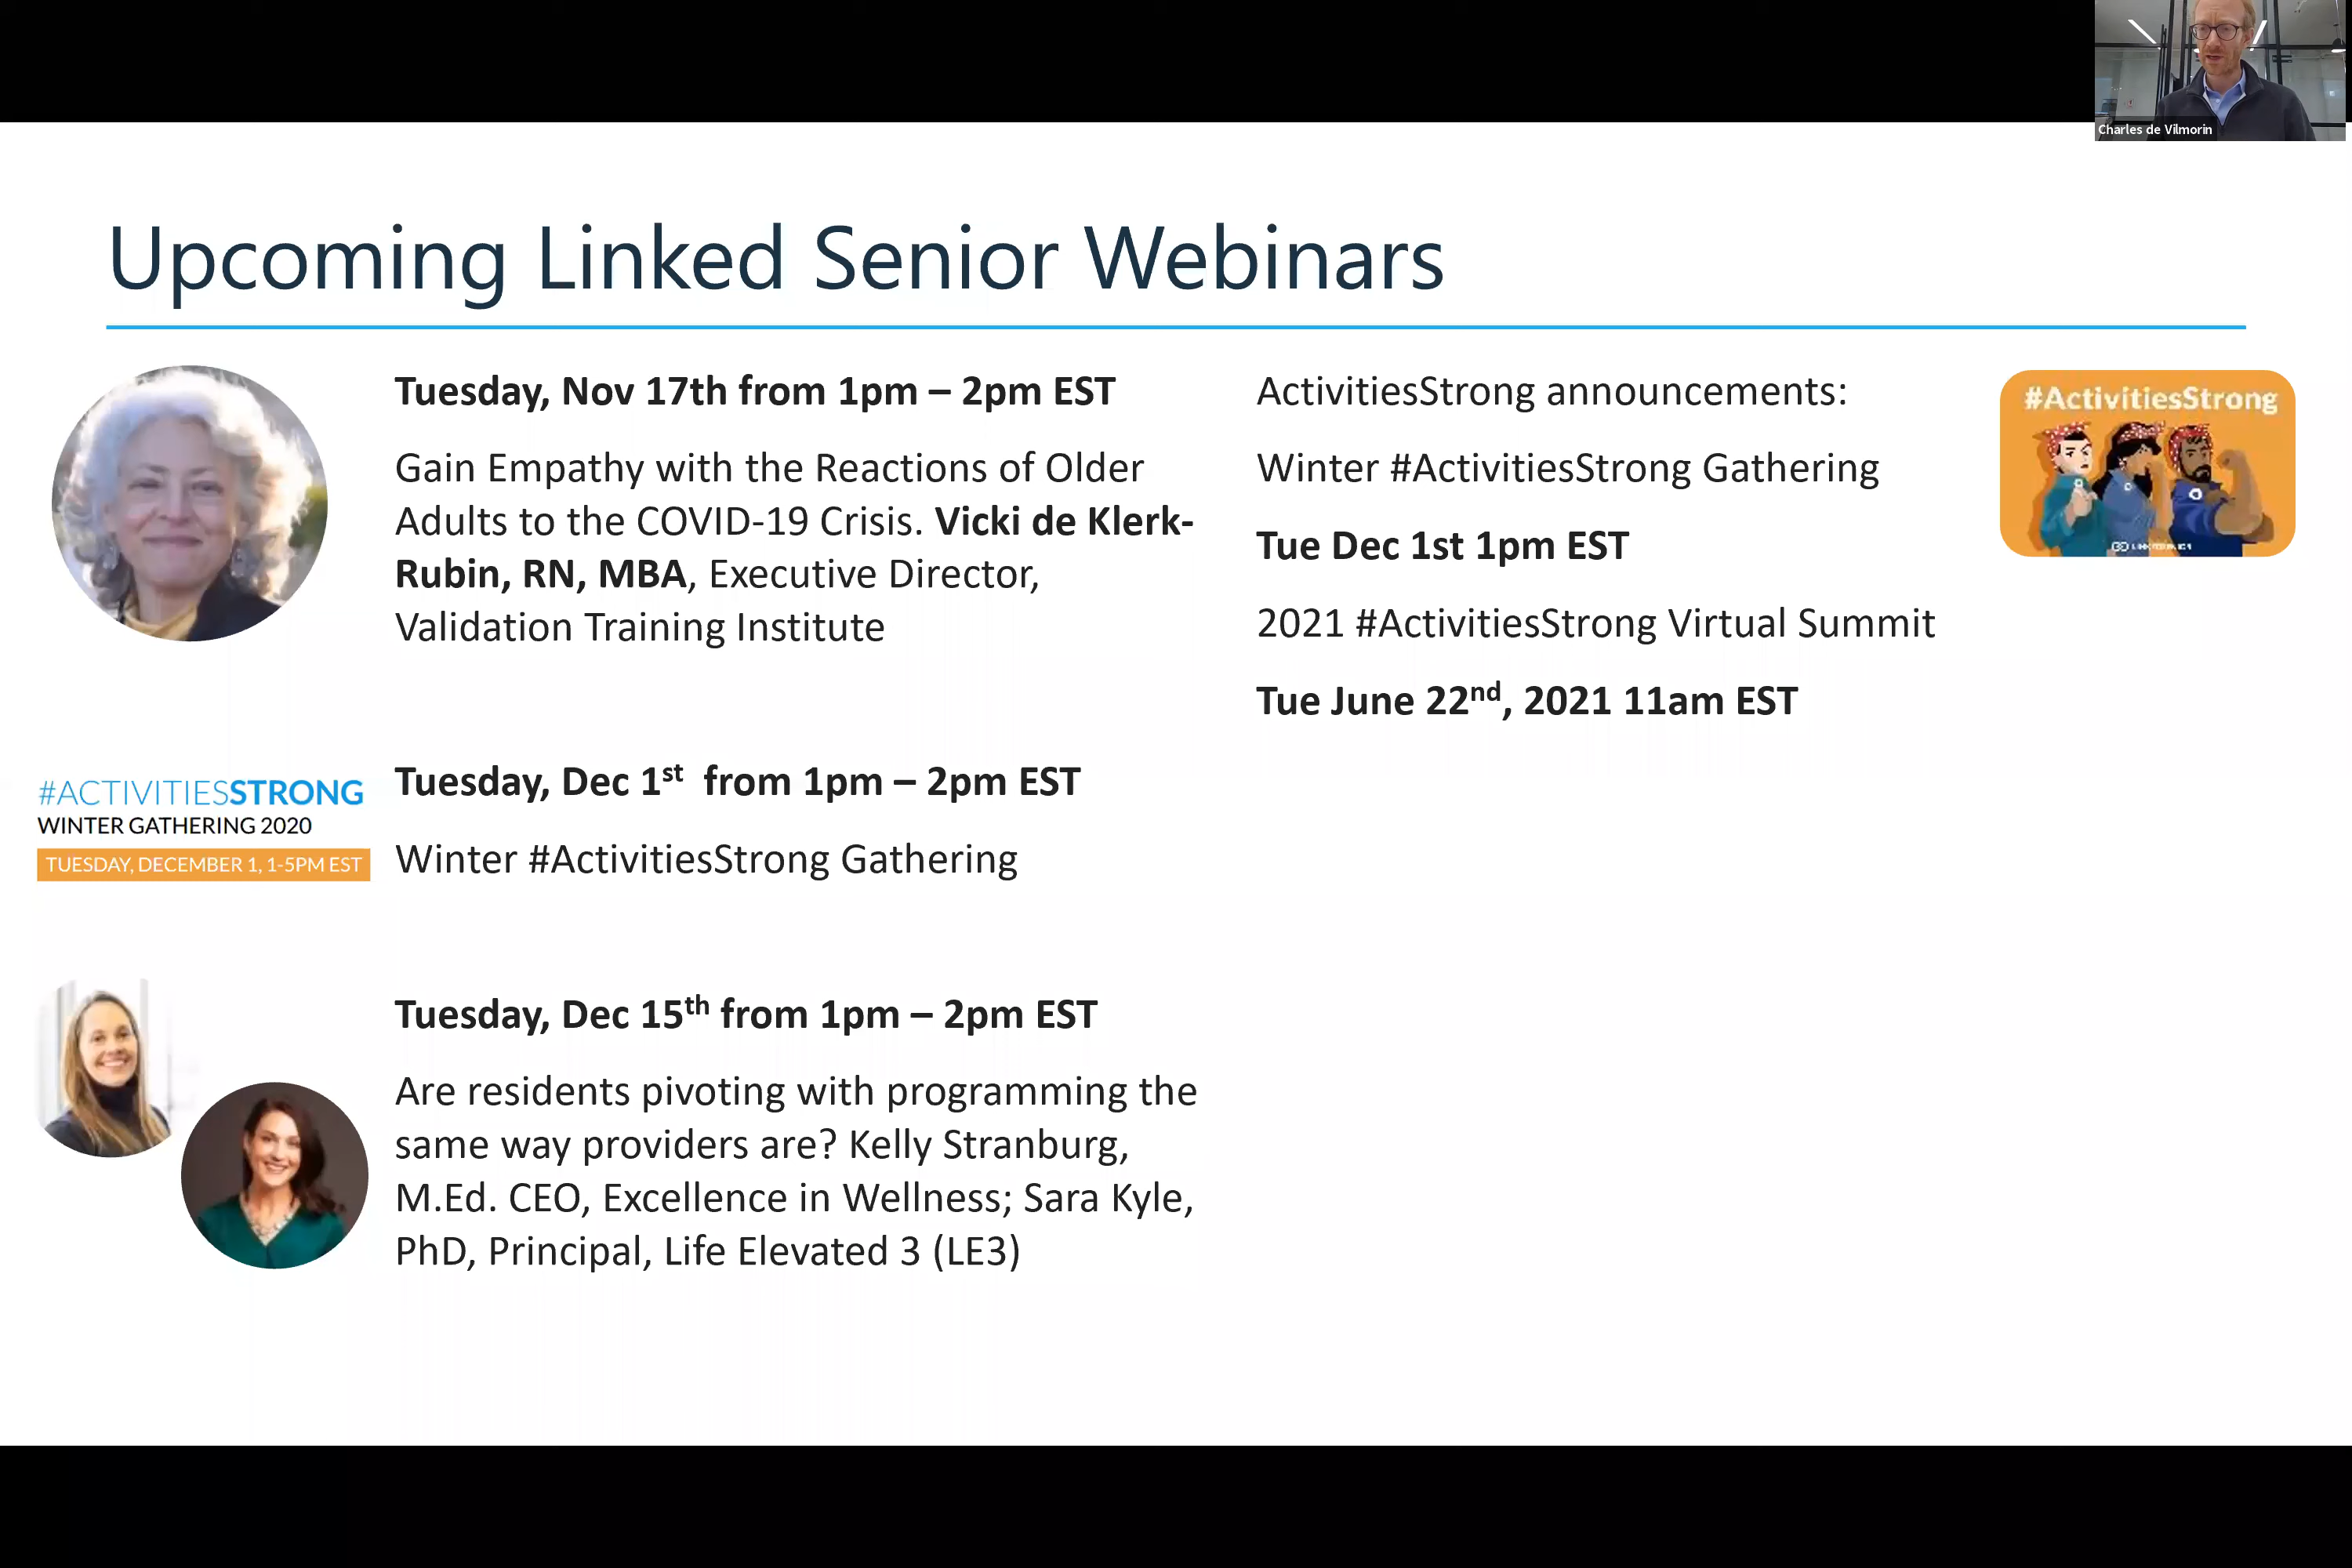 Charles de Vilmorin
Upcoming Linked Senior Webinars
Tuesday, Nov 17th from 1pm – 2pm EST
Gain Empathy with the Reactions of Older
Adults to the COVID-19 Crisis. Vicki de Klerk-
Rubin, RN, MBA, Executive Director,
Validation Training Institute
#ACTIVITIESSTRONG
WINTER GATHERING 2020
TUESDAY, DECEMBER 1, 1-5PM EST
Tuesday, Dec 1st from 1pm – 2pm EST
Winter #ActivitiesStrong Gathering
Tuesday, Dec 15th from 1pm – 2pm EST
Are residents pivoting with programming the
same way providers are? Kelly Stranburg,
M.Ed. CEO, Excellence in Wellness; Sara Kyle,
PhD, Principal, Life Elevated 3 (LE3)
ActivitiesStrong announcements:
Winter #ActivitiesStrong Gathering
Tue Dec 1st 1pm EST
2021 #ActivitiesStrong Virtual Summit
Tue June 22nd, 2021 11am EST
#ActivitiesStrong